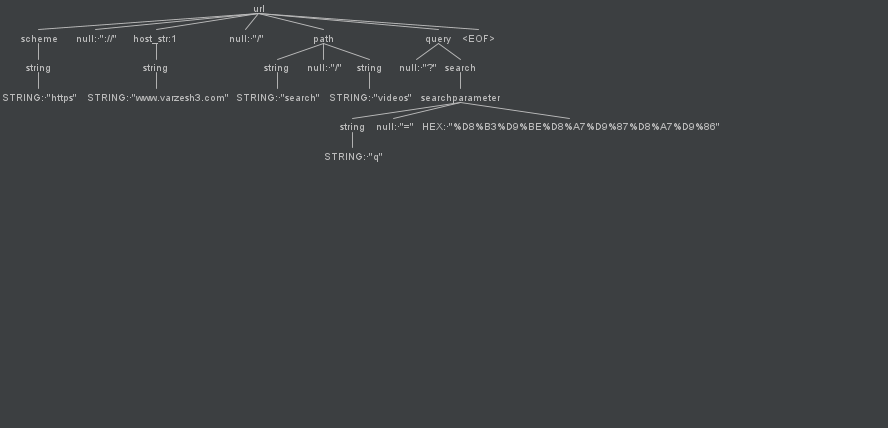 url
scheme null:·"://" host_str:1 null:·"/" path query <EOF>
string string string null:·"/" string null:·"?" search
STRING:·"https" STRING:·"www.varzesh3.com" STRING:·"search" STRING:·"videos" searchparameter
string null:·"=" HEX:·"%D8%B3%D9%BE%D8%A7%D9%87%D8%A7%D9%86"
STRING:·"q"